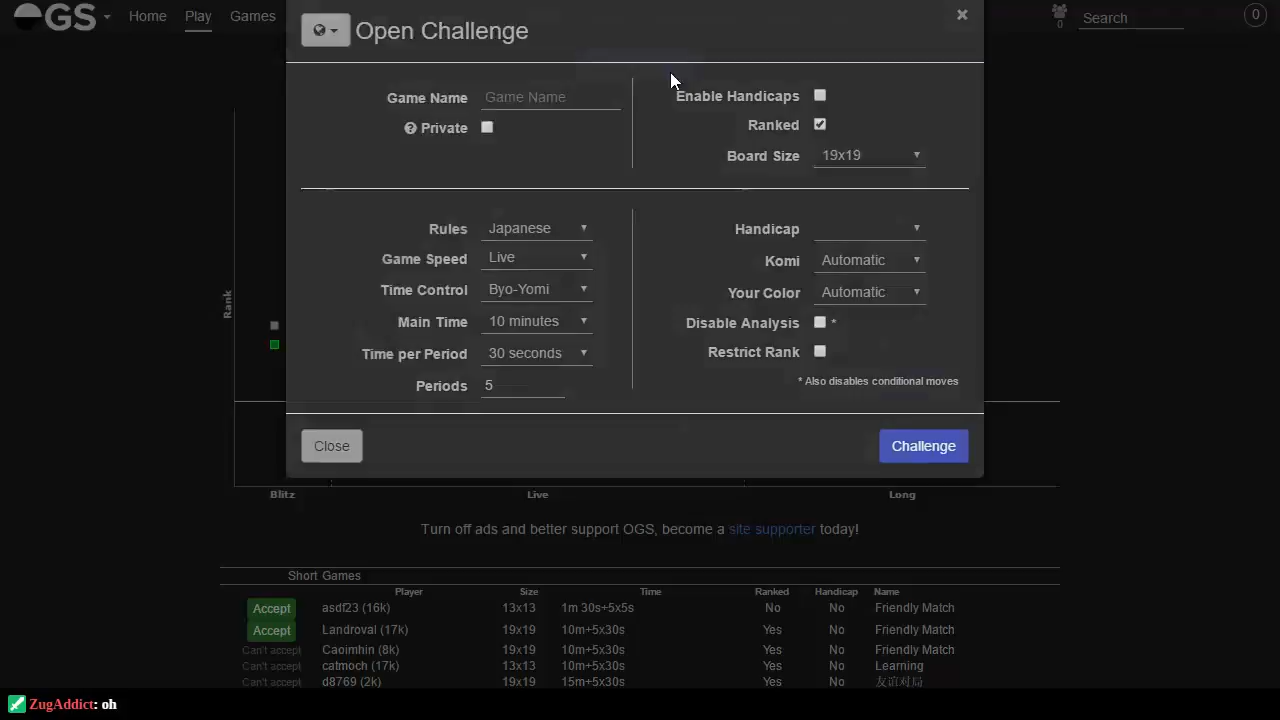 OGS Home Play Games Search 0
0
Open Challenge ×
Game Name Game Name Enable Handicaps
Private Ranked
Board Size 19x19
Rules Japanese Handicap
Game Speed Live Komi Automatic
Time Control Byo-Yomi Your Color Automatic
Main Time 10 minutes Disable Analysis *
Time per Period 30 seconds Restrict Rank
Periods 5 * Also disables conditional moves
Close Challenge
Rank
Blitz Live Long
Turn off ads and better support OGS, become a site supporter today!
Short Games
Player Size Time Ranked Handicap Name
Accept asdf23 (16k) 13x13 1m 30s+5x5s No No Friendly Match
Accept Landroval (17k) 19x19 10m+5x30s Yes No Friendly Match
Can't accept Caoimhin (8k) 19x19 10m+5x30s Yes No Friendly Match
Can't accept catmoch (17k) 13x13 10m+5x30s Yes No Learning
Can't accept d8769 (2k) 19x19 15m+5x30s Yes No 友谊对局
ZugAddict: oh